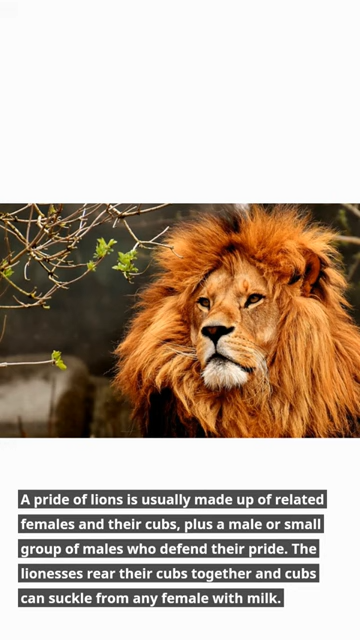 A pride of lions is usually made up of related
females and their cubs, plus a male or small
group of males who defend their pride. The
lionesses rear their cubs together and cubs
can suckle from any female with milk.